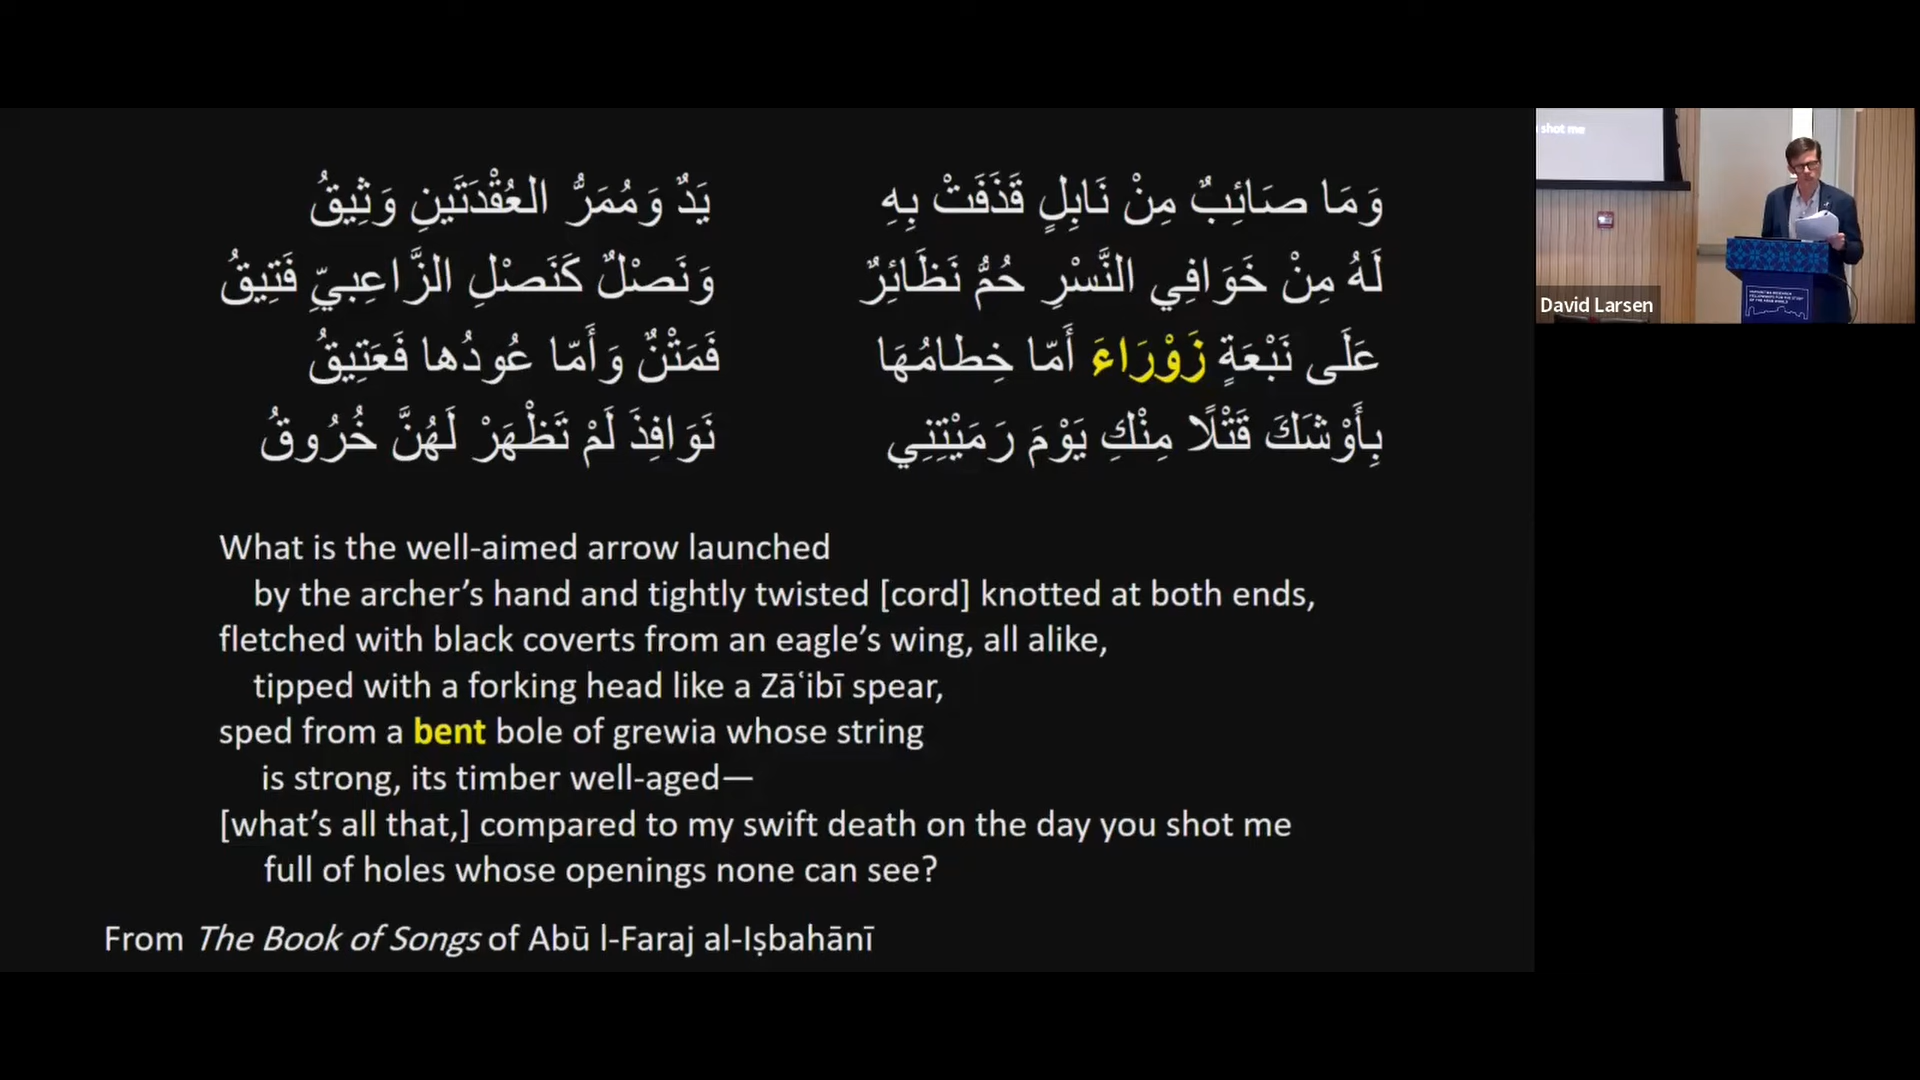 وَمَا صَائِبٌ مِنْ نَابِلٍ قَذَفَتْ بِهِ يَدٌ وَمُمَرُّ العُقْدَتَينِ وَثِيقُ
لَهُ مِنْ خَوَافِي النَّسْرِ حُمٌّ نَظَائِرٌ وَنَصْلٌ كَنَصْلِ الزَّاعِبيِّ فَتِيقُ
عَلَى نَبْعَةٍ زَوْرَاءَ أَمّا خِطامُهَا فَمَتْنٌ وَأَمّا عُودُها فَعَتِيقُ
بِأَوْشَكَ قَتْلًا مِنْكِ يَوْمَ رَمَيْتِنِي نَوَافِذَ لَمْ تَظْهَرْ لَهُنَّ خُرُوقُ
What is the well-aimed arrow launched
by the archer’s hand and tightly twisted [cord] knotted at both ends,
fletched with black coverts from an eagle’s wing, all alike,
tipped with a forking head like a Zāʿibī spear,
sped from a bent bole of grewia whose string
is strong, its timber well-aged—
[what’s all that,] compared to my swift death on the day you shot me
full of holes whose openings none can see?
From The Book of Songs of Abū l-Faraj al-Iṣbahānī
shot me
David Larsen